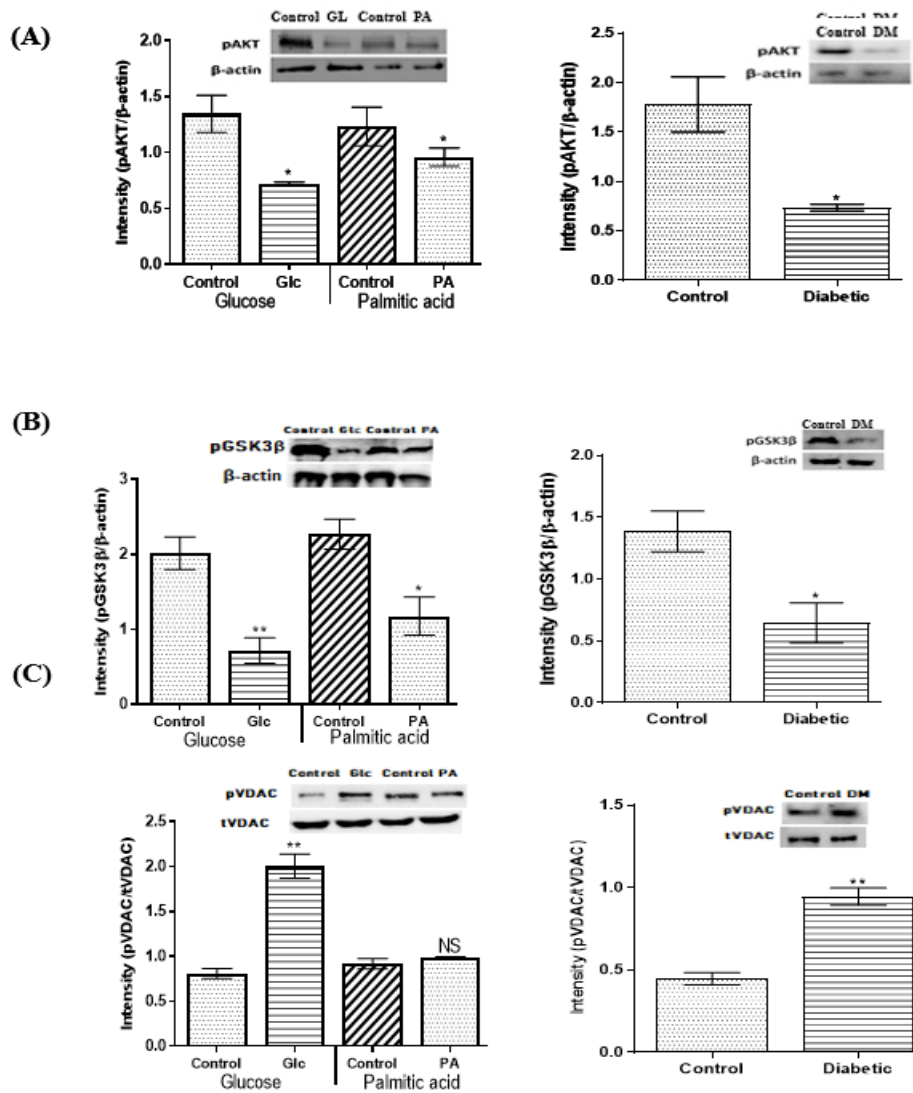 (A)
Control GL Control PA
pAKT
β-actin
Intensity (pAKT/β-actin)
2.0
1.5
1.0
0.5
0.0
*
*
Control Glc Control PA
Glucose Palmitic acid
Control DM
Control DM
pAKT
β-actin
Intensity (pAKT/β-actin)
2.5
2.0
1.5
1.0
0.5
0.0
*
Control Diabetic
(B)
Control Glc Control PA
pGSK3β
β-actin
Intensity (pGSK3β/β-actin)
3
2
1
0
**
*
Control Glc Control PA
Glucose Palmitic acid
Control DM
pGSK3β
β-actin
Intensity (pGSK3β/β-actin)
2.0
1.5
1.0
0.5
0.0
*
Control Diabetic
(C)
Control Glc Control PA
pVDAC
tVDAC
Intensity (pVDAC/tVDAC)
2.5
2.0
1.5
1.0
0.5
0.0
**
NS
Control Glc Control PA
Glucose Palmitic acid
Control DM
pVDAC
tVDAC
Intensity (pVDAC/tVDAC)
1.5
1.0
0.5
0.0
**
Control Diabetic